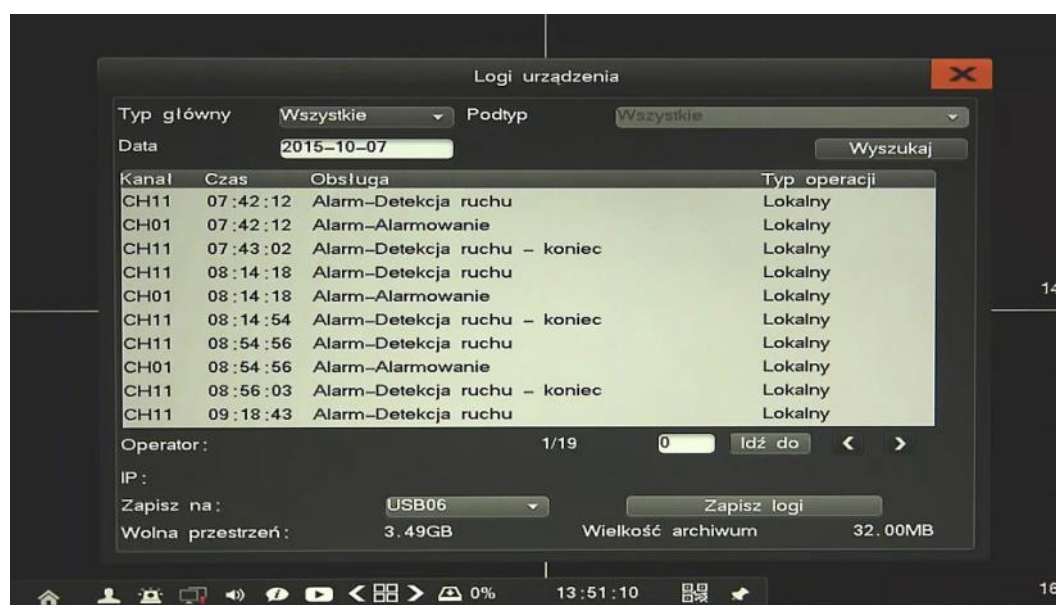 Logi urządzenia
Typ główny Wszystkie Podtyp Wszystkie
Data 2015-10-07 Wyszukaj
Kanał Czas Obsługa Typ operacji
CH11 07:42:12 Alarm-Detekcja ruchu Lokalny
CH01 07:42:12 Alarm-Alarmowanie Lokalny
CH11 07:43:02 Alarm-Detekcja ruchu - koniec Lokalny
CH11 08:14:18 Alarm-Detekcja ruchu Lokalny
CH01 08:14:18 Alarm-Alarmowanie Lokalny
CH11 08:14:54 Alarm-Detekcja ruchu - koniec Lokalny
CH11 08:54:56 Alarm-Detekcja ruchu Lokalny
CH01 08:54:56 Alarm-Alarmowanie Lokalny
CH11 08:56:03 Alarm-Detekcja ruchu - koniec Lokalny
CH11 09:18:43 Alarm-Detekcja ruchu Lokalny
14
Operator: 1/19 0 Idź do < >
IP:
Zapisz na: USB06 Zapisz logi
Wolna przestrzeń: 3.49GB Wielkość archiwum 32.00MB
0% 13:51:10
16